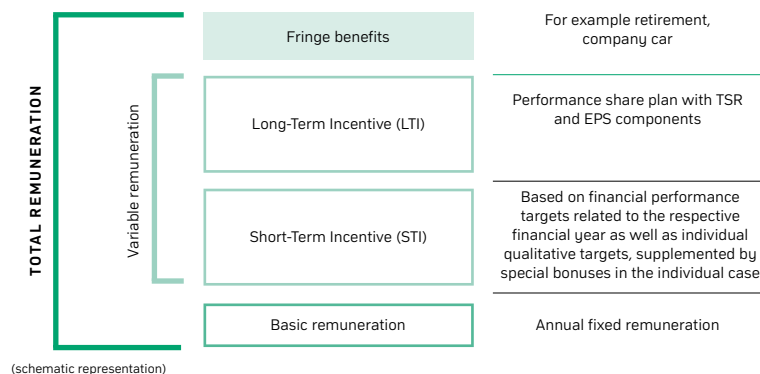 TOTAL REMUNERATION
Variable remuneration
Fringe benefits
For example retirement,
company car
Long-Term Incentive (LTI)
Performance share plan with TSR
and EPS components
Short-Term Incentive (STI)
Based on financial performance
targets related to the respective
financial year as well as individual
qualitative targets, supplemented by
special bonuses in the individual case
Basic remuneration
Annual fixed remuneration
(schematic representation)